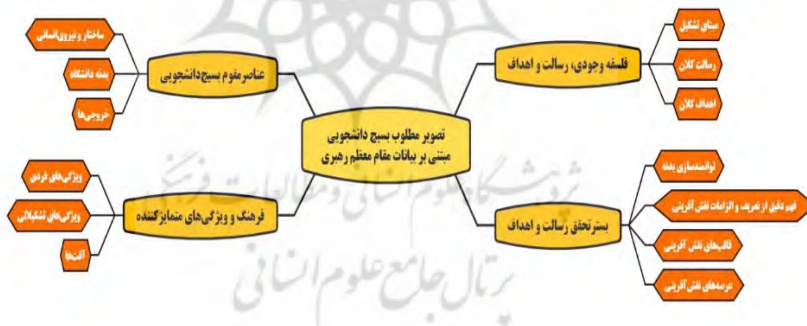 تصویر مطلوب بسیج دانشجویی
مبتنی بر بیانات مقام معظم رهبری
فلسفه وجودی، رسالت و اهداف
مبنای تشکیل
رسالت کلان
اهداف کلان
بستر تحقق رسالت و اهداف
توانمندسازی بدنه
فهم دقیق از تعریف و الزامات نقش آفرینی
قالب‌های نقش آفرینی
عرصه‌های نقش آفرینی
عناصر مقوم بسیج دانشجویی
ساختار و نیروی انسانی
بدنه دانشگاه
خروجی‌ها
فرهنگ و ویژگی‌های متمایزکننده
ویژگی‌های فردی
ویژگی‌های تشکیلاتی
آفت‌ها
پژوهشگاه علوم انسانی و مطالعات فرهنگی
پرتال جامع علوم انسانی